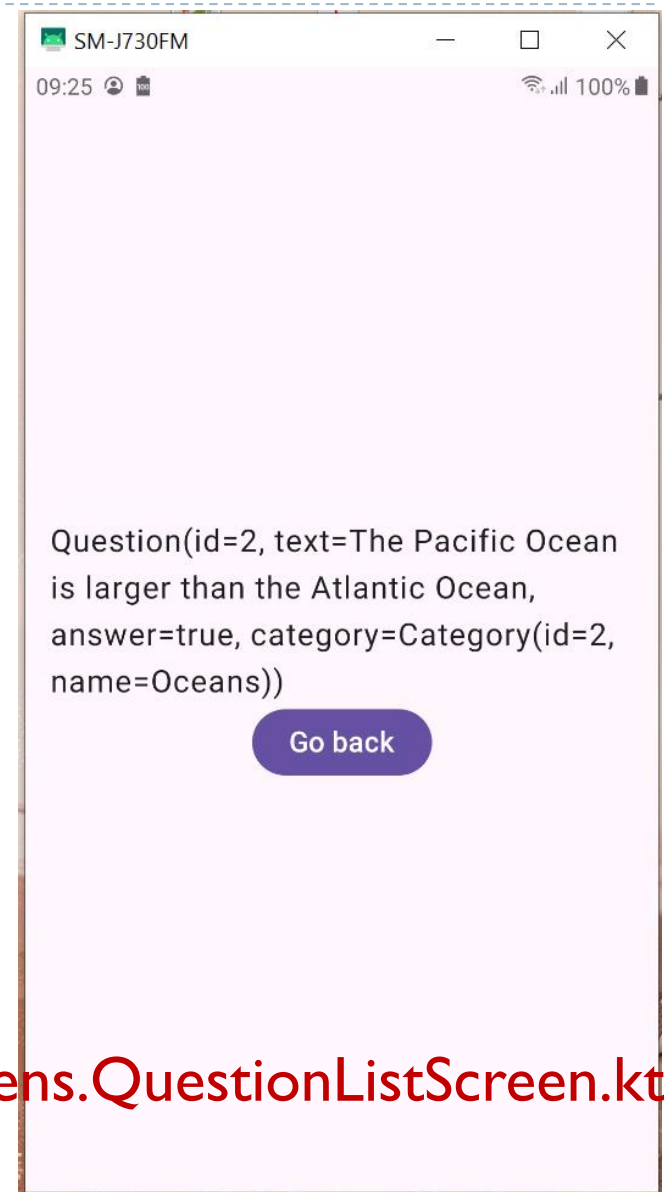 SM-J730FM
09:25 100 100%
Question(id=2, text=The Pacific Ocean
is larger than the Atlantic Ocean,
answer=true, category=Category(id=2,
name=Oceans))
Go back
ens.QuestionListScreen.kt